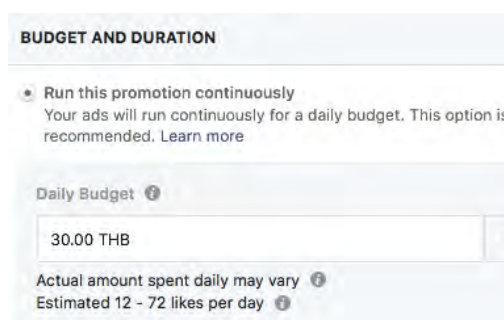 BUDGET AND DURATION
Run this promotion continuously
Your ads will run continuously for a daily budget. This option is
recommended. Learn more
Daily Budget
30.00 THB
Actual amount spent daily may vary
Estimated 12 - 72 likes per day